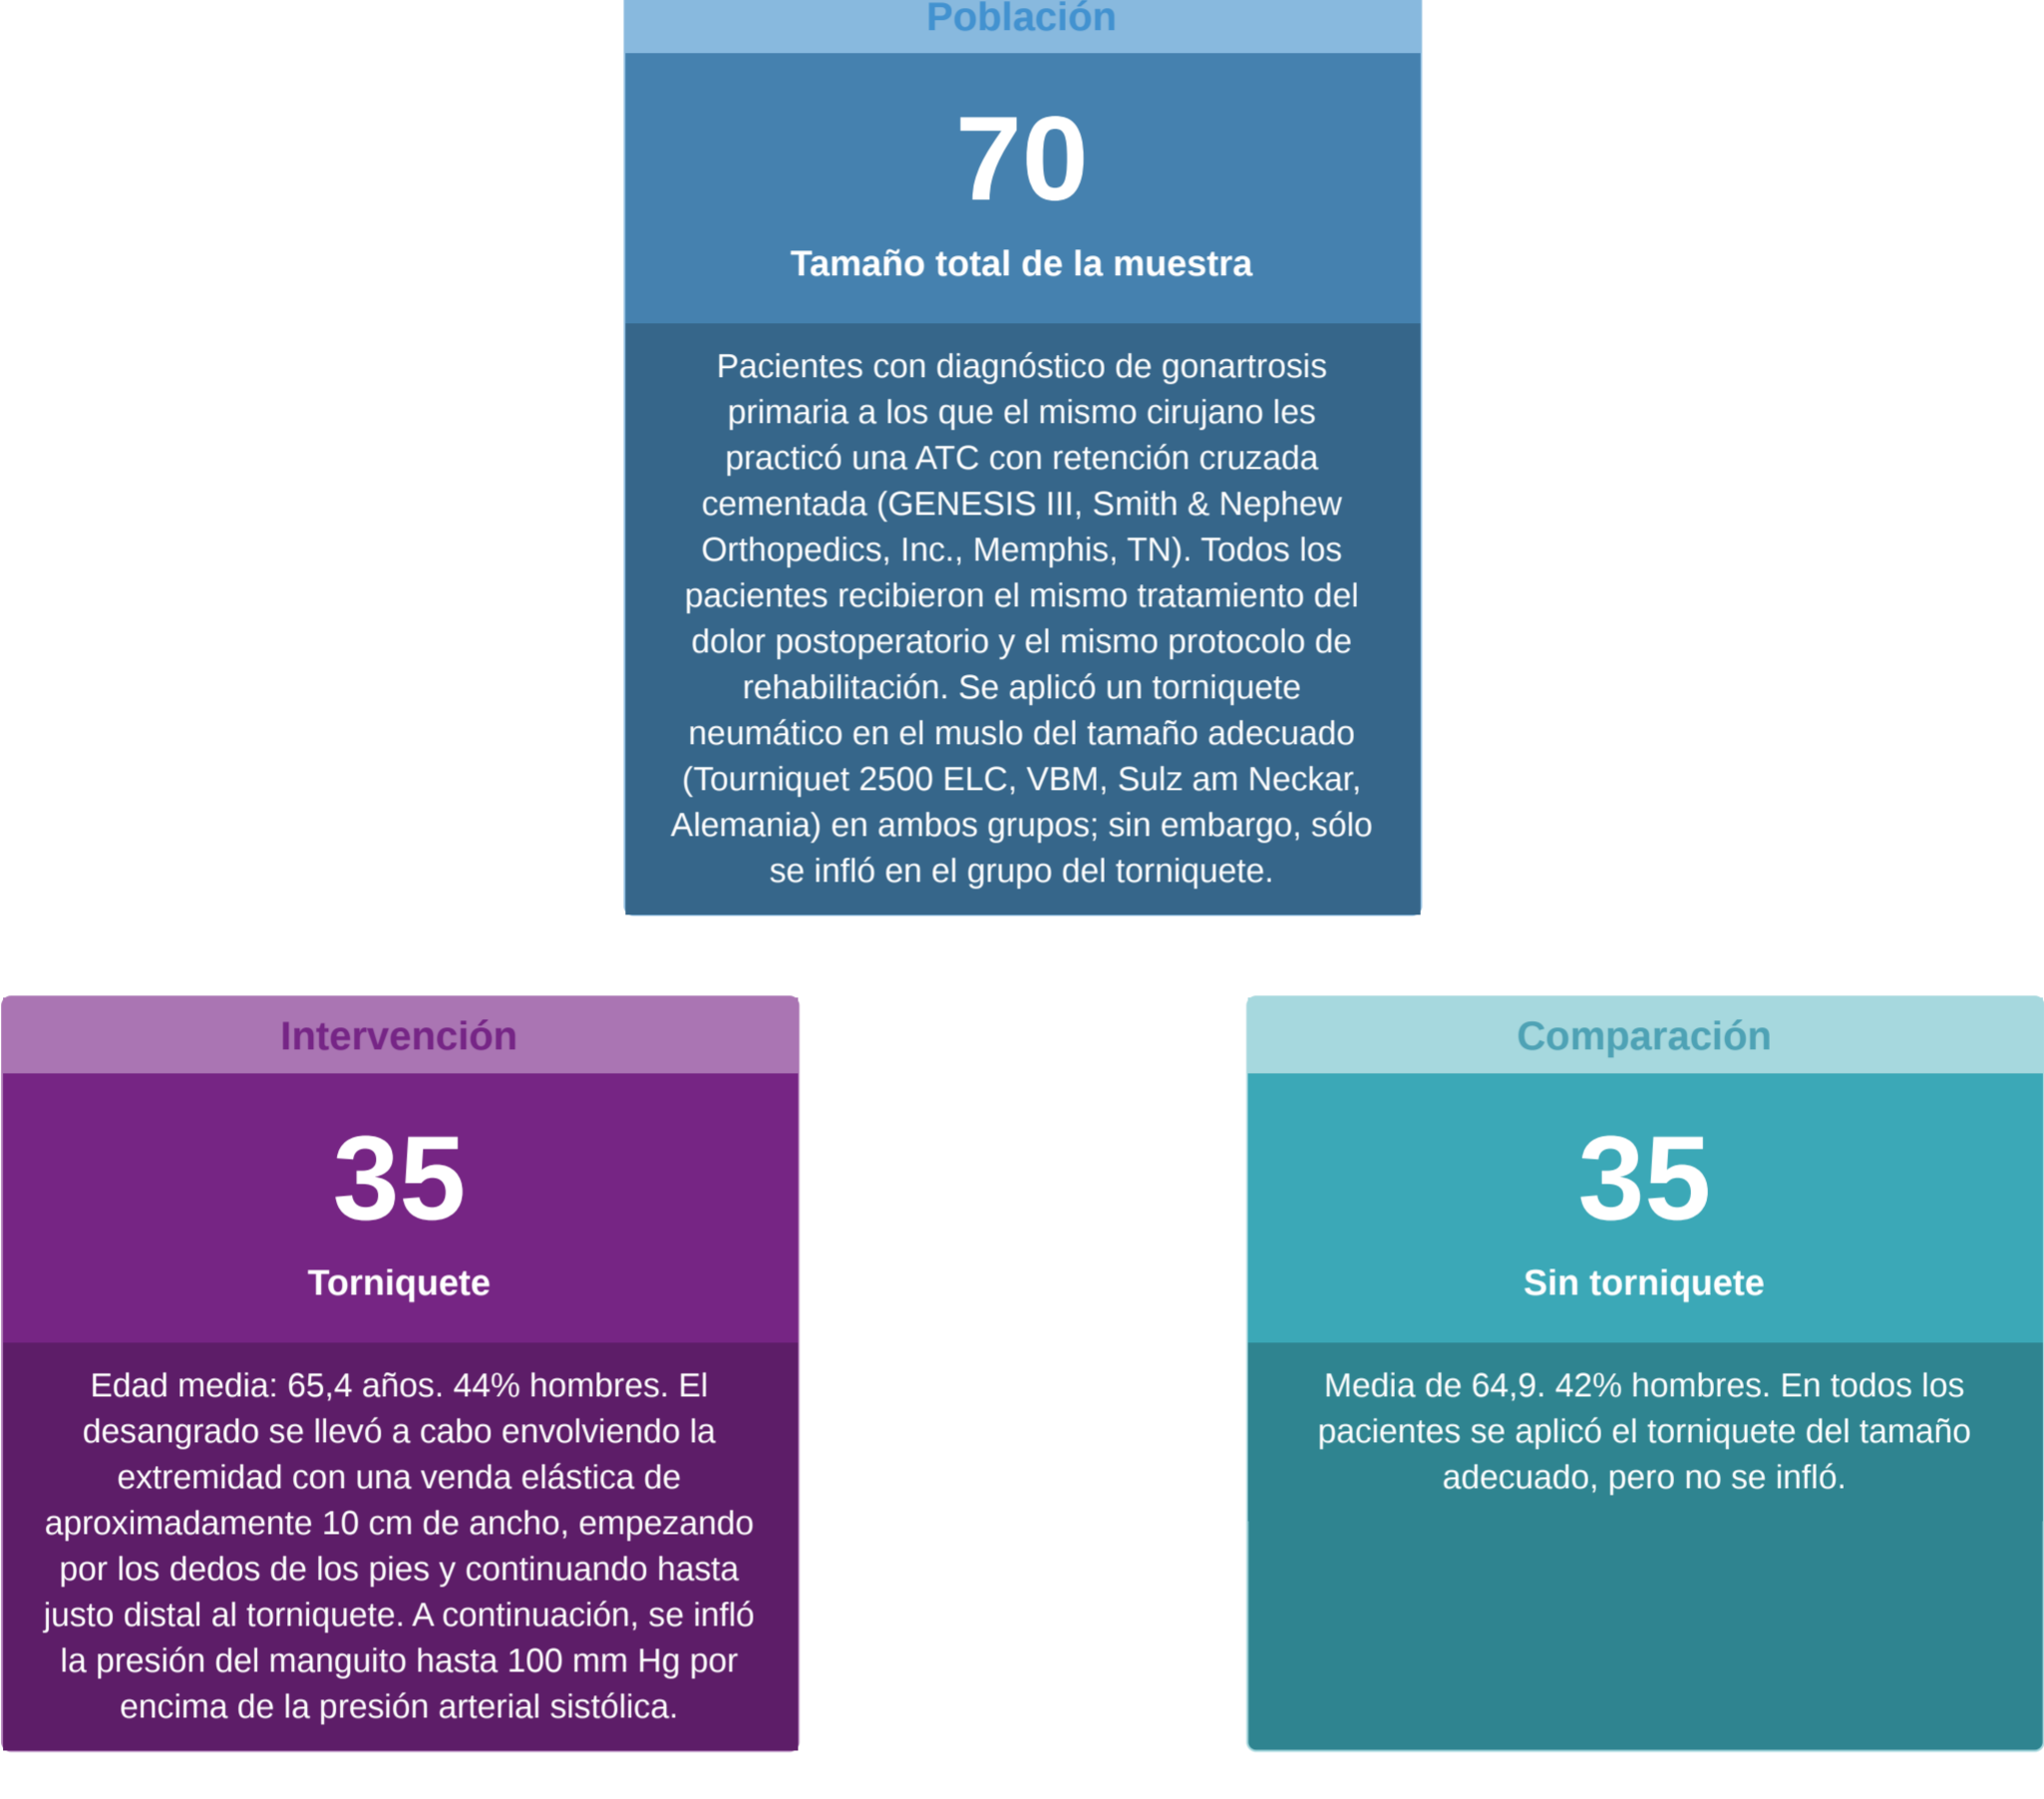 Población
70
Tamaño total de la muestra
Pacientes con diagnóstico de gonartrosis
primaria a los que el mismo cirujano les
practicó una ATC con retención cruzada
cementada (GENESIS III, Smith & Nephew
Orthopedics, Inc., Memphis, TN). Todos los
pacientes recibieron el mismo tratamiento del
dolor postoperatorio y el mismo protocolo de
rehabilitación. Se aplicó un torniquete
neumático en el muslo del tamaño adecuado
(Tourniquet 2500 ELC, VBM, Sulz am Neckar,
Alemania) en ambos grupos; sin embargo, sólo
se infló en el grupo del torniquete.
Intervención
35
Torniquete
Edad media: 65,4 años. 44% hombres. El
desangrado se llevó a cabo envolviendo la
extremidad con una venda elástica de
aproximadamente 10 cm de ancho, empezando
por los dedos de los pies y continuando hasta
justo distal al torniquete. A continuación, se infló
la presión del manguito hasta 100 mm Hg por
encima de la presión arterial sistólica.
Comparación
35
Sin torniquete
Media de 64,9. 42% hombres. En todos los
pacientes se aplicó el torniquete del tamaño
adecuado, pero no se infló.